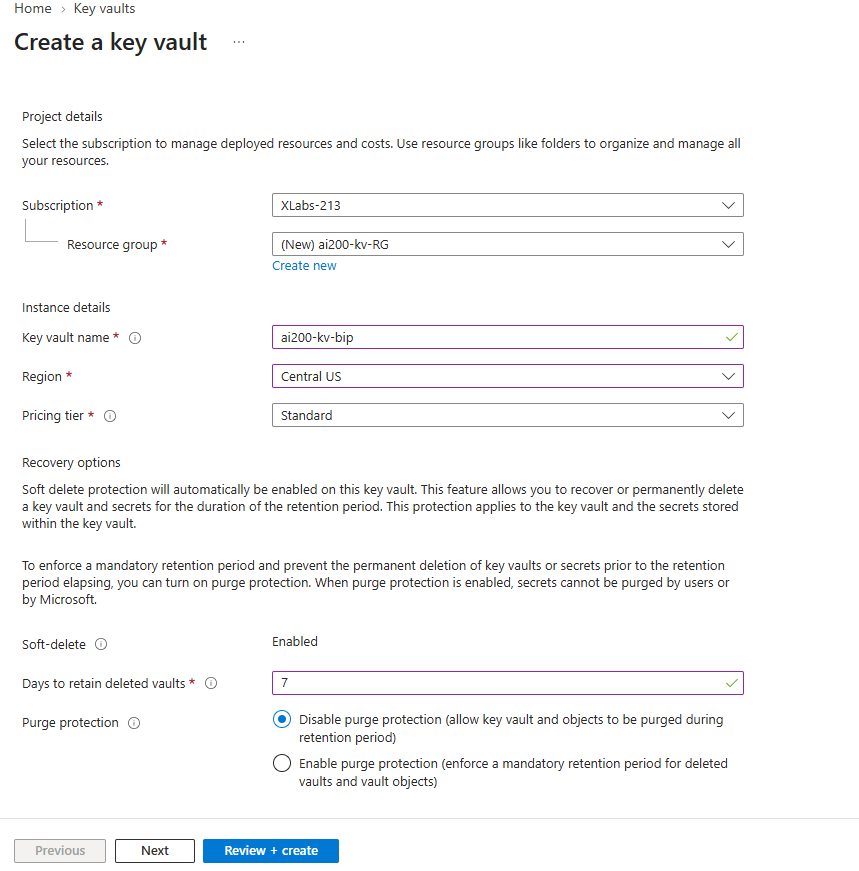 Home > Key vaults
Create a key vault ...
Project details
Select the subscription to manage deployed resources and costs. Use resource groups like folders to organize and manage all
your resources.
Subscription *
XLabs-213
Resource group *
(New) ai200-kv-RG
Create new
Instance details
Key vault name *
ai200-kv-bip
Region *
Central US
Pricing tier *
Standard
Recovery options
Soft delete protection will automatically be enabled on this key vault. This feature allows you to recover or permanently delete
a key vault and secrets for the duration of the retention period. This protection applies to the key vault and the secrets stored
within the key vault.
To enforce a mandatory retention period and prevent the permanent deletion of key vaults or secrets prior to the retention
period elapsing, you can turn on purge protection. When purge protection is enabled, secrets cannot be purged by users or
by Microsoft.
Soft-delete
Enabled
Days to retain deleted vaults *
7
Purge protection
Disable purge protection (allow key vault and objects to be purged during
retention period)
Enable purge protection (enforce a mandatory retention period for deleted
vaults and vault objects)
Previous
Next
Review + create